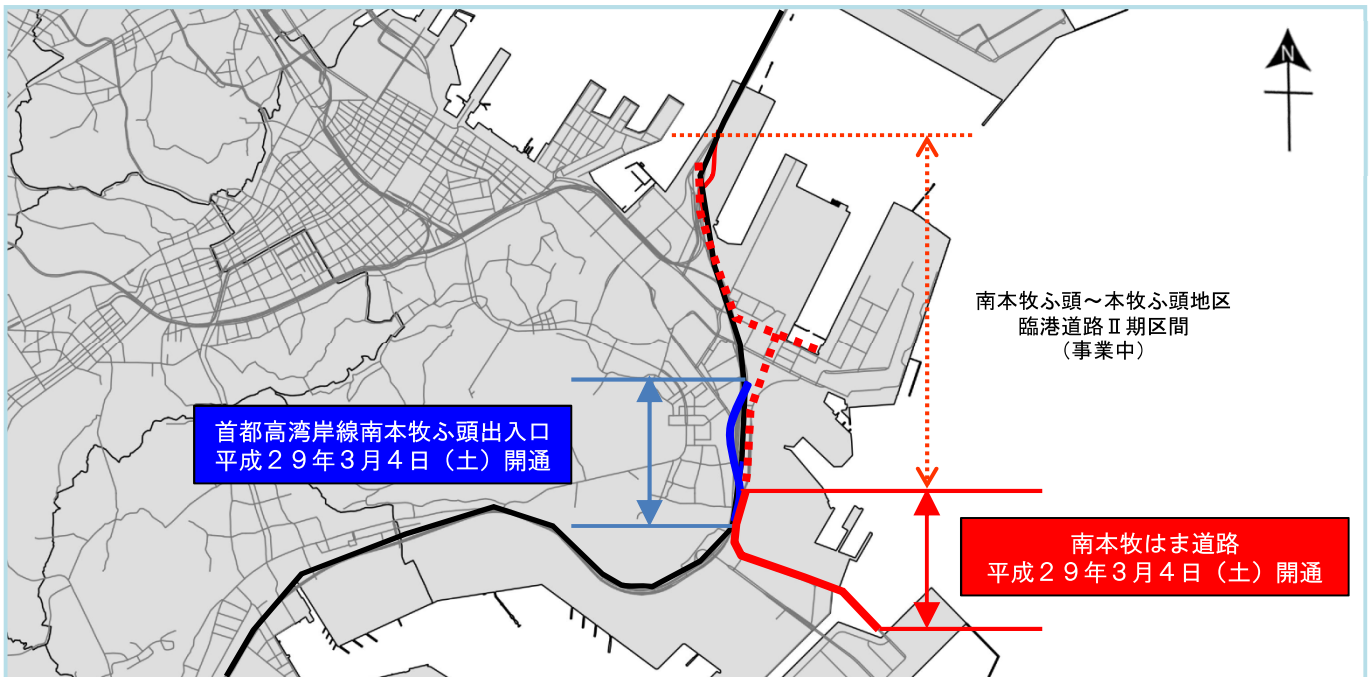 N
南本牧ふ頭～本牧ふ頭地区
臨港道路Ⅱ期区間
（事業中）
首都高湾岸線南本牧ふ頭出入口
平成２９年３月４日（土）開通
南本牧はま道路
平成２９年３月４日（土）開通